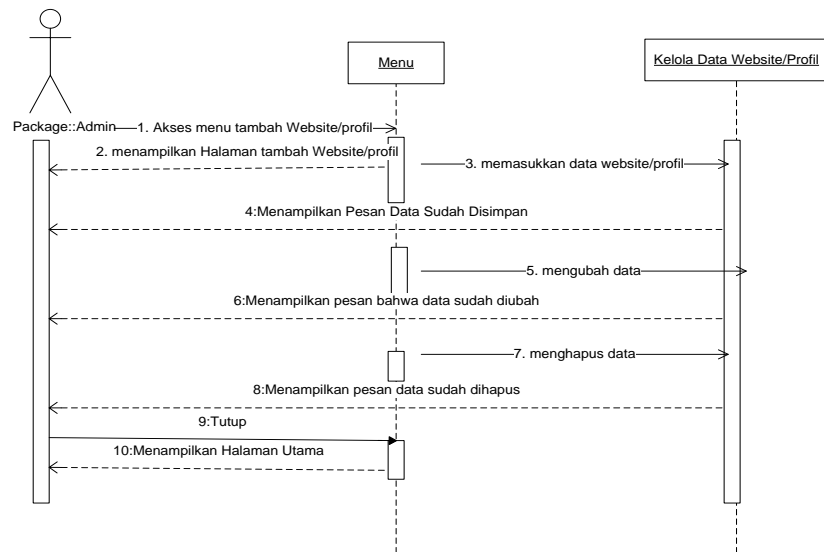 Menu
Kelola Data Website/Profil
Package::Admin
1. Akses menu tambah Website/profil
2. menampilkan Halaman tambah Website/profil
3. memasukkan data website/profil
4:Menampilkan Pesan Data Sudah Disimpan
5. mengubah data
6:Menampilkan pesan bahwa data sudah diubah
7. menghapus data
8:Menampilkan pesan data sudah dihapus
9:Tutup
10:Menampilkan Halaman Utama